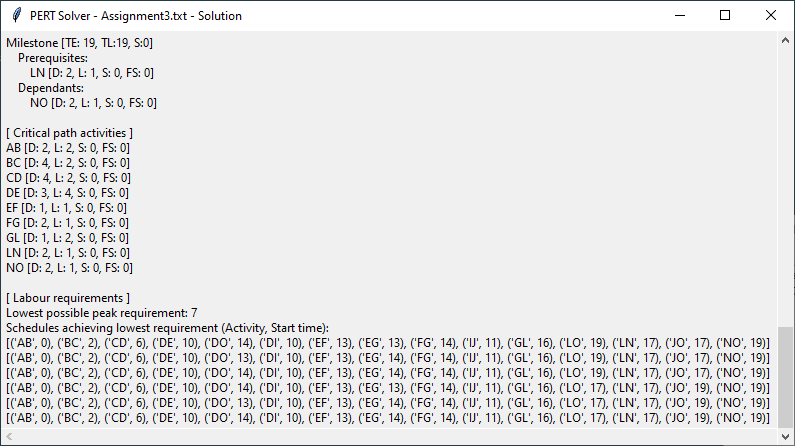 PERT Solver - Assignment3.txt - Solution
Milestone [TE: 19, TL:19, S:0]
Prerequisites:
LN [D: 2, L: 1, S: 0, FS: 0]
Dependants:
NO [D: 2, L: 1, S: 0, FS: 0]
[ Critical path activities ]
AB [D: 2, L: 2, S: 0, FS: 0]
BC [D: 4, L: 2, S: 0, FS: 0]
CD [D: 4, L: 2, S: 0, FS: 0]
DE [D: 3, L: 4, S: 0, FS: 0]
EF [D: 1, L: 1, S: 0, FS: 0]
FG [D: 2, L: 1, S: 0, FS: 0]
GL [D: 1, L: 2, S: 0, FS: 0]
LN [D: 2, L: 1, S: 0, FS: 0]
NO [D: 2, L: 1, S: 0, FS: 0]
[ Labour requirements ]
Lowest possible peak requirement: 7
Schedules achieving lowest requirement (Activity, Start time):
[('AB', 0), ('BC', 2), ('CD', 6), ('DE', 10), ('DO', 14), ('DI', 10), ('EF', 13), ('EG', 13), ('FG', 14), ('IJ', 11), ('GL', 16), ('LO', 19), ('LN', 17), ('JO', 17), ('NO', 19)]
[('AB', 0), ('BC', 2), ('CD', 6), ('DE', 10), ('DO', 13), ('DI', 10), ('EF', 13), ('EG', 14), ('FG', 14), ('IJ', 11), ('GL', 16), ('LO', 19), ('LN', 17), ('JO', 17), ('NO', 19)]
[('AB', 0), ('BC', 2), ('CD', 6), ('DE', 10), ('DO', 14), ('DI', 10), ('EF', 13), ('EG', 14), ('FG', 14), ('IJ', 11), ('GL', 16), ('LO', 19), ('LN', 17), ('JO', 17), ('NO', 19)]
[('AB', 0), ('BC', 2), ('CD', 6), ('DE', 10), ('DO', 14), ('DI', 10), ('EF', 13), ('EG', 13), ('FG', 14), ('IJ', 11), ('GL', 16), ('LO', 17), ('LN', 17), ('JO', 19), ('NO', 19)]
[('AB', 0), ('BC', 2), ('CD', 6), ('DE', 10), ('DO', 13), ('DI', 10), ('EF', 13), ('EG', 14), ('FG', 14), ('IJ', 11), ('GL', 16), ('LO', 17), ('LN', 17), ('JO', 19), ('NO', 19)]
[('AB', 0), ('BC', 2), ('CD', 6), ('DE', 10), ('DO', 14), ('DI', 10), ('EF', 13), ('EG', 14), ('FG', 14), ('IJ', 11), ('GL', 16), ('LO', 17), ('LN', 17), ('JO', 19), ('NO', 19)]